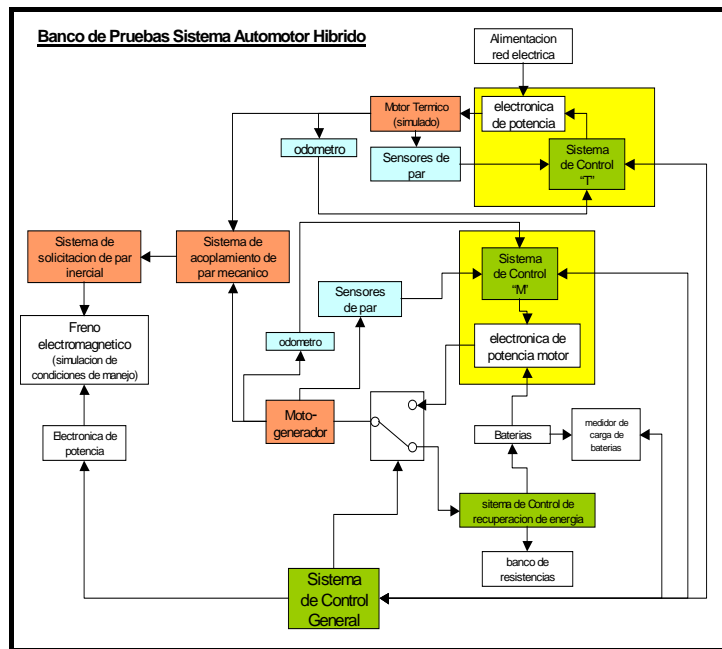 Banco de Pruebas Sistema Automotor Hibrido
Alimentacion
red electrica
Motor Termico
(simulado)
electronica
de potencia
odometro
Sensores de
par
Sistema
de Control
"T"
Sistema de
solicitacion de par
inercial
Sistema de
acoplamiento de
par mecanico
Sistema
de Control
"M"
Sensores
de par
Freno
electromagnetico
(simulacion de
condiciones de manejo)
odometro
electronica de
potencia motor
Moto-
generador
Electronica de
potencia
Baterias
medidor de
carga de
baterias
sitema de Control de
recuperacion de energia
banco de
resistencias
Sistema
de Control
General